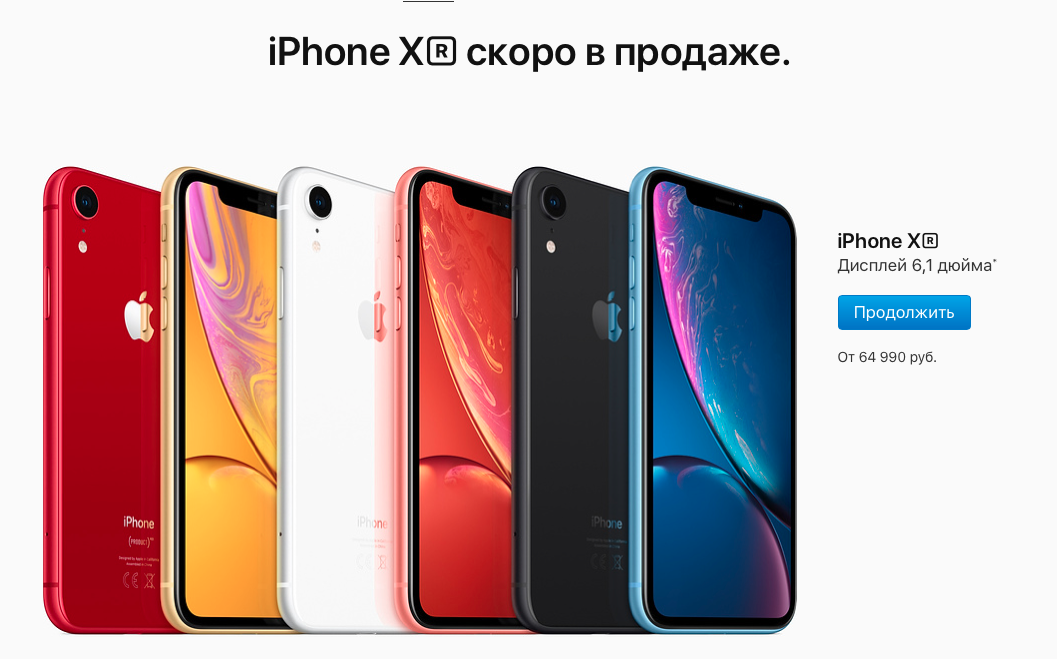 iPhone XR скоро в продаже.
iPhone XR
Дисплей 6,1 дюйма*
Продолжить
От 64 990 руб.
iPhone
(PRODUCT)
iPhone
iPhone